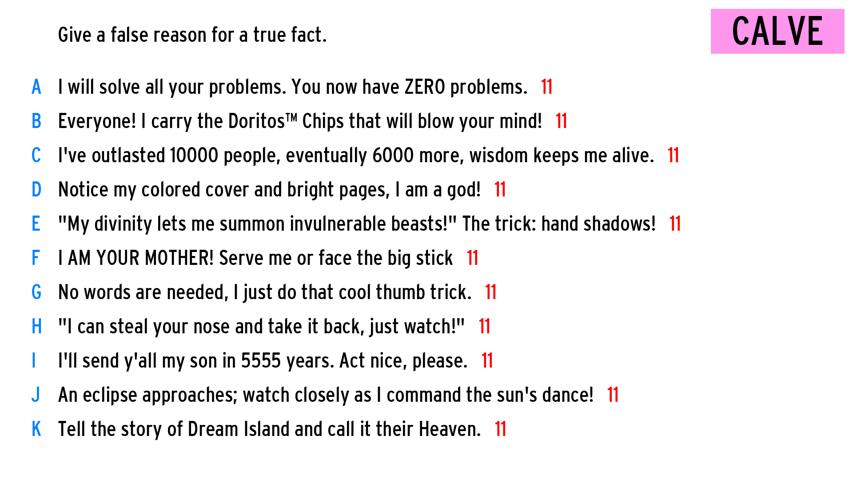 Give a false reason for a true fact.
CALVE
A I will solve all your problems. You now have ZERO problems. 11
B Everyone! I carry the Doritos™ Chips that will blow your mind! 11
C I've outlasted 10000 people, eventually 6000 more, wisdom keeps me alive. 11
D Notice my colored cover and bright pages, I am a god! 11
E "My divinity lets me summon invulnerable beasts!" The trick: hand shadows! 11
F I AM YOUR MOTHER! Serve me or face the big stick 11
G No words are needed, I just do that cool thumb trick. 11
H "I can steal your nose and take it back, just watch!" 11
I I'll send y'all my son in 5555 years. Act nice, please. 11
J An eclipse approaches; watch closely as I command the sun's dance! 11
K Tell the story of Dream Island and call it their Heaven. 11